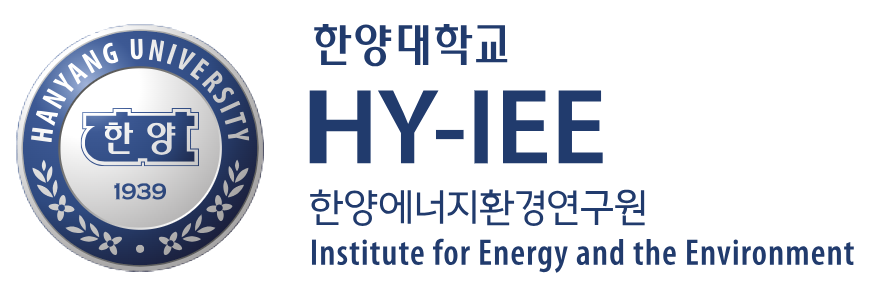 HANYANG UNIVERSITY
한양
1939
한양대학교
HY-IEE
한양에너지환경연구원
Institute for Energy and the Environment